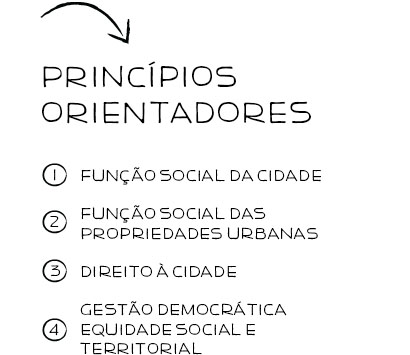 PRINCÍPIOS
ORIENTADORES
1 FUNÇÃO SOCIAL DA CIDADE
2 FUNÇÃO SOCIAL DAS
PROPRIEDADES URBANAS
3 DIREITO À CIDADE
4 GESTÃO DEMOCRÁTICA
EQUIDADE SOCIAL E
TERRITORIAL